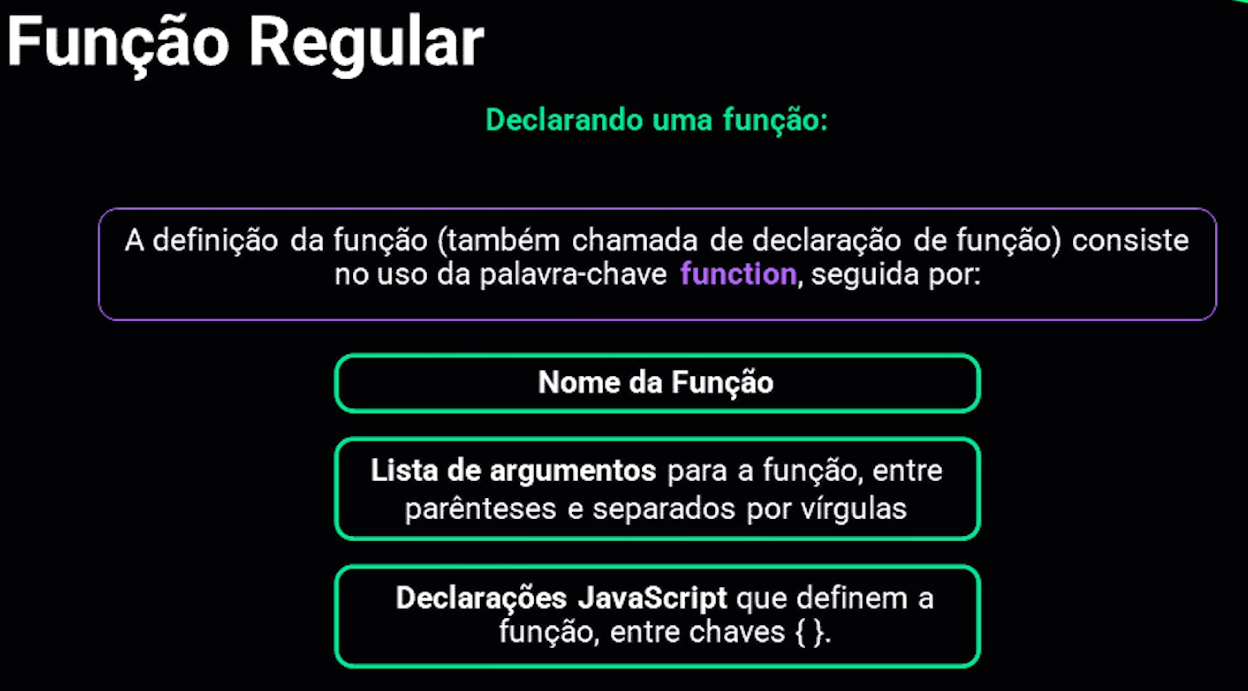 Função Regular
Declarando uma função:
A definição da função (também chamada de declaração de função) consiste
no uso da palavra-chave function, seguida por:
Nome da Função
Lista de argumentos para a função, entre
parênteses e separados por vírgulas
Declarações JavaScript que definem a
função, entre chaves { }.